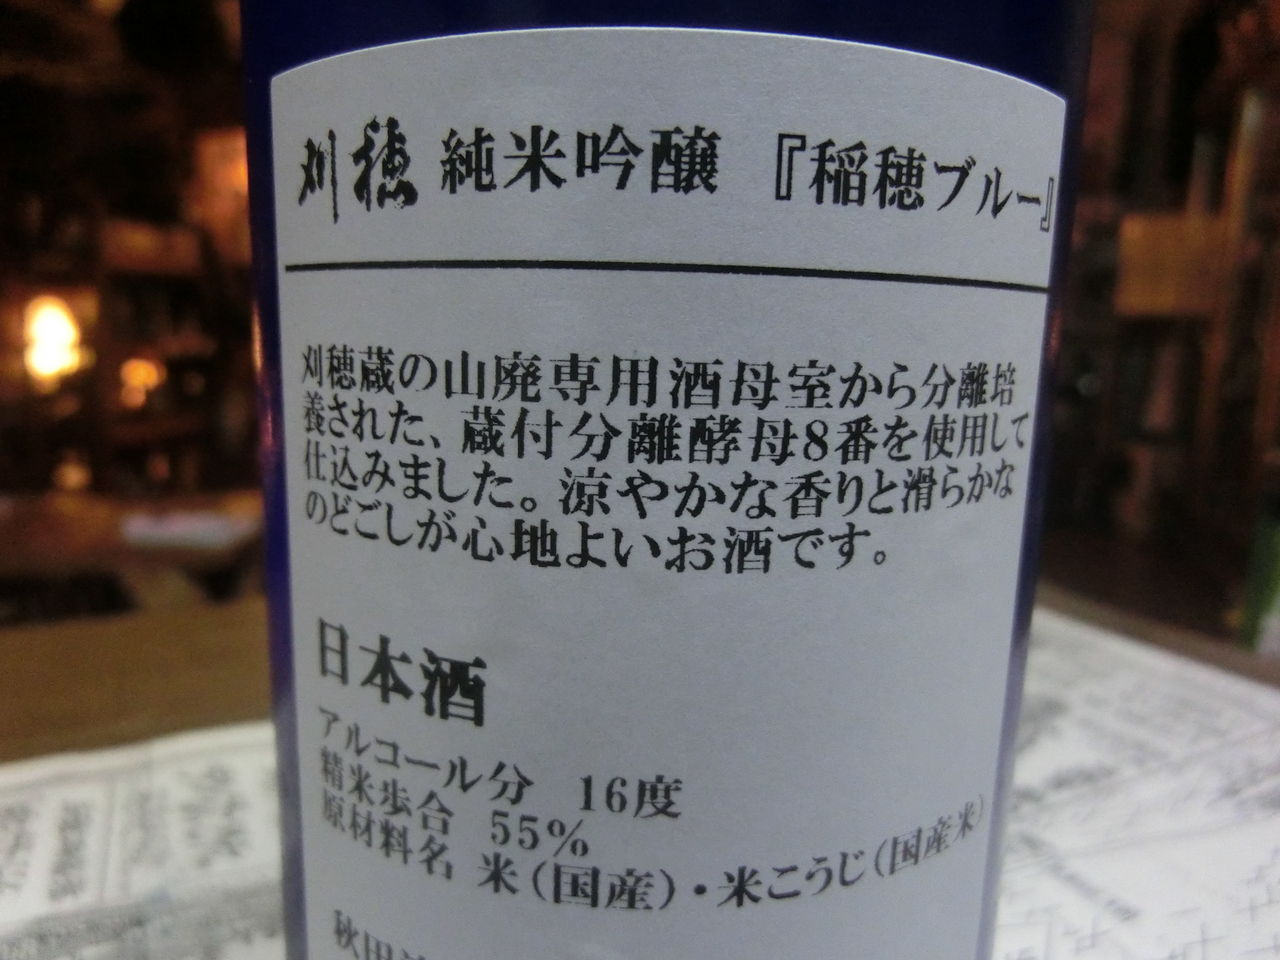 刈穂 純米吟醸 『稲穂ブルー』
刈穂蔵の山廃専用酒母室から分離培
養された、蔵付分離酵母8番を使用して
仕込みました。涼やかな香りと滑らかな
のどごしが心地よいお酒です。
日本酒
アルコール分 16度
精米歩合 55%
原材料名 米(国産)・米こうじ(国産米)
秋田